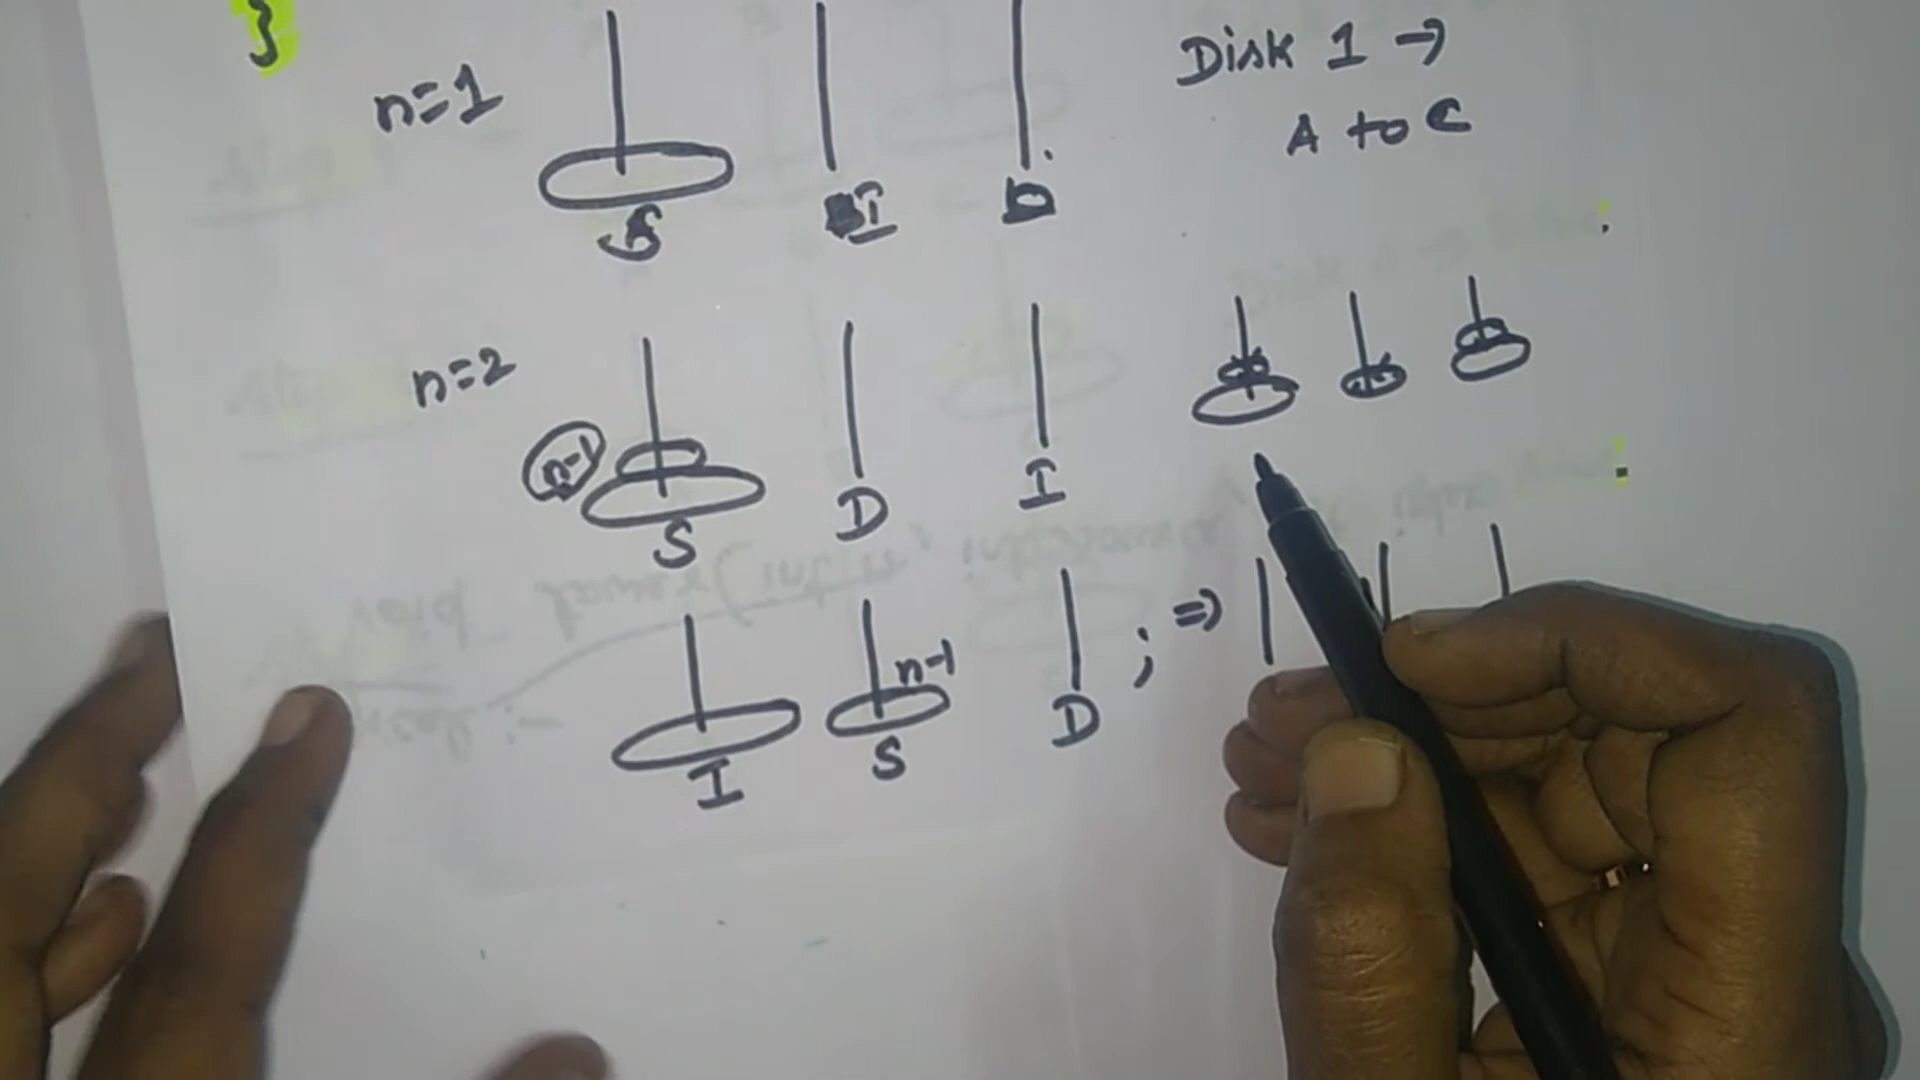 }
n=1
Disk 1 →
A to C
S I D
n=2
n-1
S D I
n-1
; ⇒
I S D